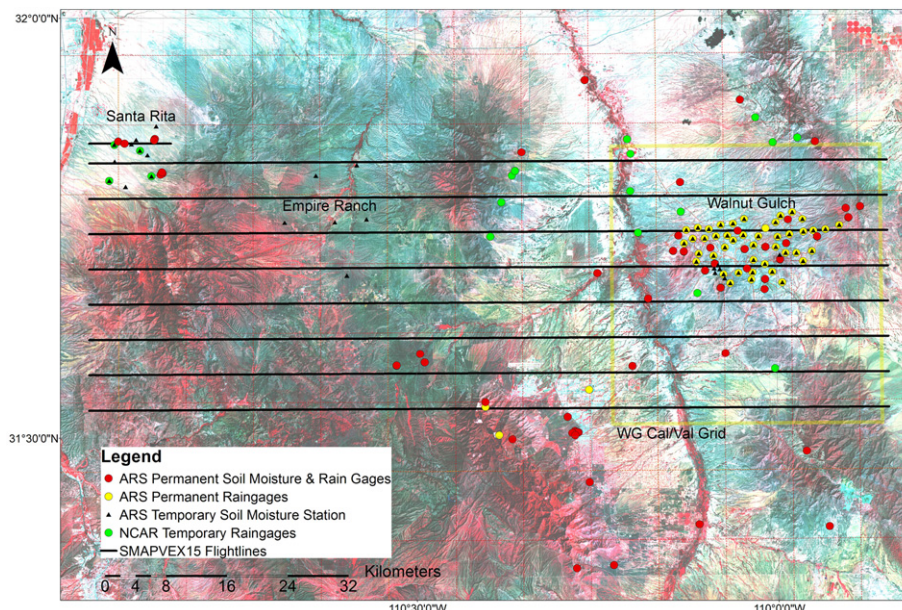 32°0'0"N
N
Santa Rita
Empire Ranch
Walnut Gulch
31°30'0"N
WG Cal/Val Grid
Legend
ARS Permanent Soil Moisture & Rain Gages
ARS Permanent Raingages
ARS Temporary Soil Moisture Station
NCAR Temporary Raingages
SMAPVEX15 Flightlines
Kilometers
0 4 8 16 24 32
110°30'0"W
110°0'0"W